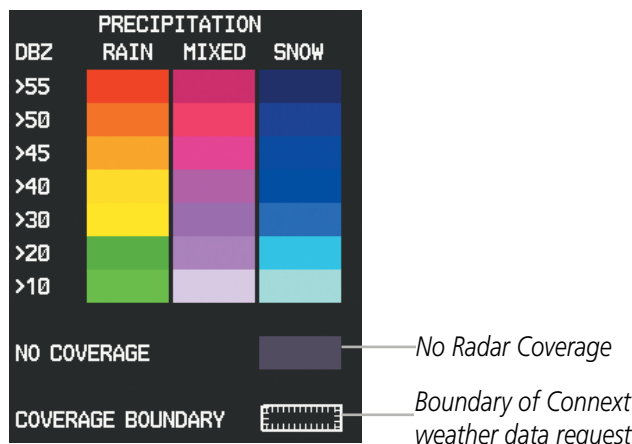 PRECIPITATION
DBZ RAIN MIXED SNOW
>55
>50
>45
>40
>30
>20
>10
NO COVERAGE
No Radar Coverage
COVERAGE BOUNDARY
Boundary of Connext
weather data request